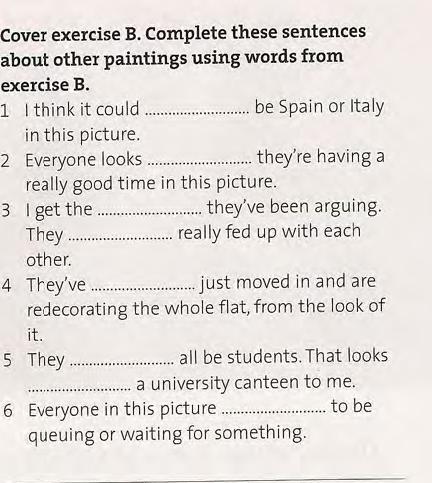 Cover exercise B. Complete these sentences
about other paintings using words from
exercise B.
1 I think it could .......................... be Spain or Italy
in this picture.
2 Everyone looks .......................... they're having a
really good time in this picture.
3 I get the .......................... they've been arguing.
They .......................... really fed up with each
other.
4 They've .......................... just moved in and are
redecorating the whole flat, from the look of
it.
5 They .......................... all be students. That looks
.......................... a university canteen to me.
6 Everyone in this picture .......................... to be
queuing or waiting for something.